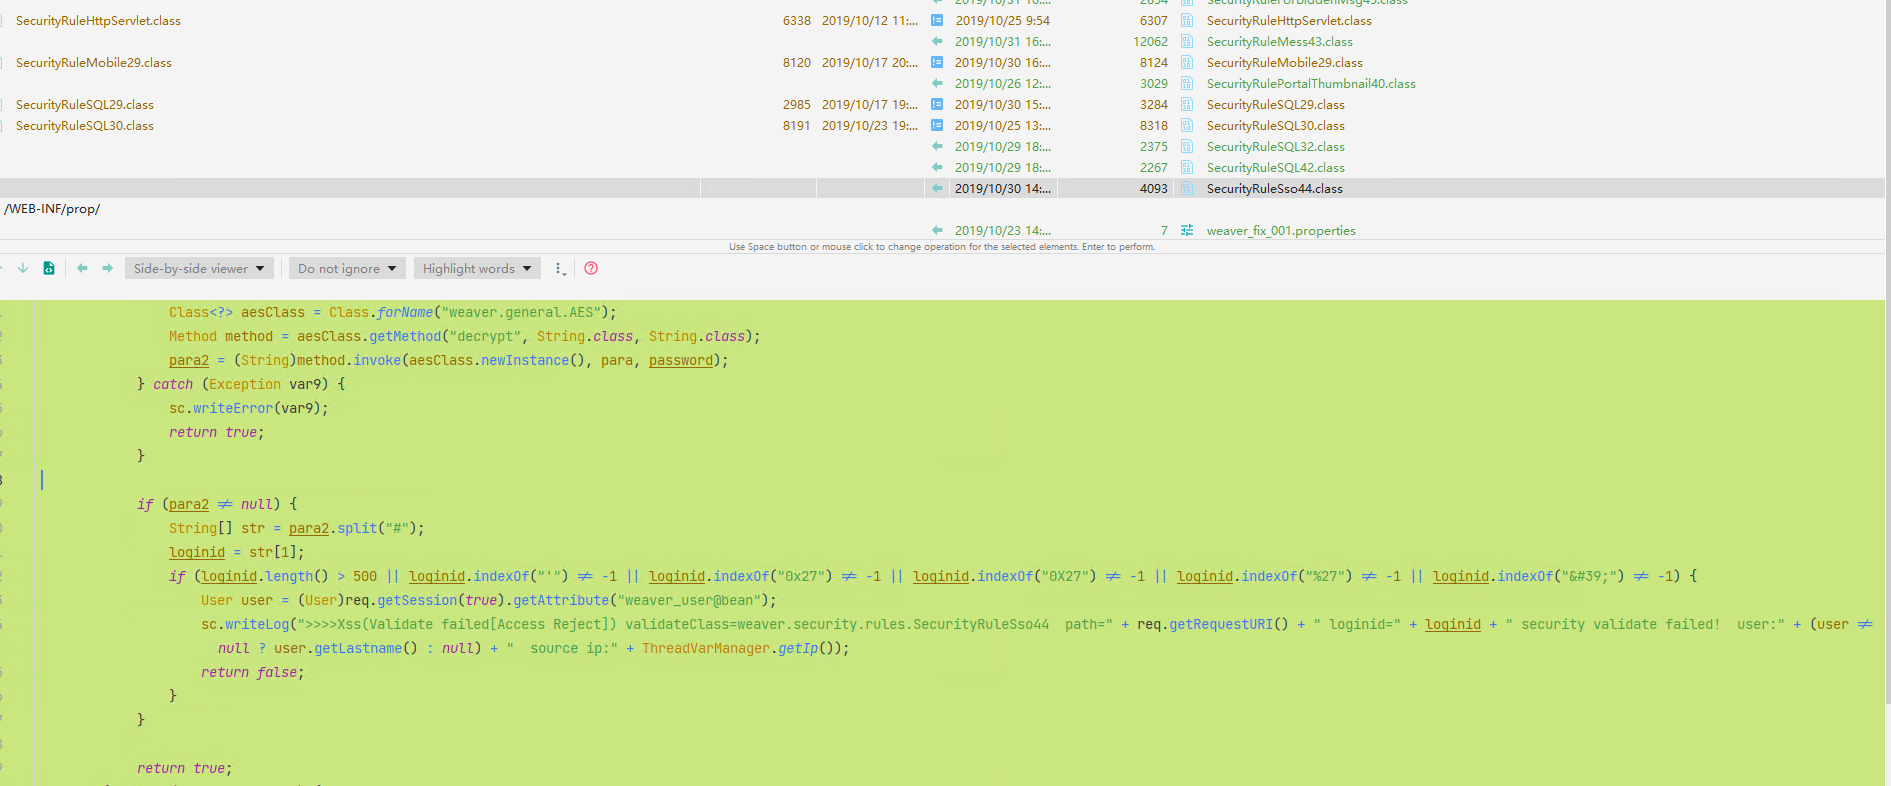 SecurityRuleForbiddenMsg45.class
SecurityRuleHttpServlet.class 6338 2019/10/12 11:... 2019/10/25 9:54 6307 SecurityRuleHttpServlet.class
2019/10/31 16:... 12062 SecurityRuleMess43.class
SecurityRuleMobile29.class 8120 2019/10/17 20:... 2019/10/30 16:... 8124 SecurityRuleMobile29.class
2019/10/26 12:... 3029 SecurityRulePortalThumbnail40.class
SecurityRuleSQL29.class 2985 2019/10/17 19:... 2019/10/30 15:... 3284 SecurityRuleSQL29.class
SecurityRuleSQL30.class 8191 2019/10/23 19:... 2019/10/25 13:... 8318 SecurityRuleSQL30.class
2019/10/29 18:... 2375 SecurityRuleSQL32.class
2019/10/29 18:... 2267 SecurityRuleSQL42.class
2019/10/30 14:... 4093 SecurityRuleSso44.class
/WEB-INF/prop/
2019/10/23 14:... 7 weaver_fix_001.properties
Use Space button or mouse click to change operation for the selected elements. Enter to perform.
Side-by-side viewer Do not ignore Highlight words
Class<?> aesClass = Class.forName("weaver.general.AES");
Method method = aesClass.getMethod("decrypt", String.class, String.class);
para2 = (String)method.invoke(aesClass.newInstance(), para, password);
} catch (Exception var9) {
sc.writeError(var9);
return true;
}
if (para2 ≠ null) {
String[] str = para2.split("#");
loginid = str[1];
if (loginid.length() > 500 || loginid.indexOf("'") ≠ -1 || loginid.indexOf("0x27") ≠ -1 || loginid.indexOf("0X27") ≠ -1 || loginid.indexOf("%27") ≠ -1 || loginid.indexOf("&#39;") ≠ -1) {
User user = (User)req.getSession(true).getAttribute("weaver_user@bean");
sc.writeLog(">>>>Xss(Validate failed[Access Reject]) validateClass=weaver.security.rules.SecurityRuleSso44  path=" + req.getRequestURI() + " loginid=" + loginid + " security validate failed!  user:" + (user ≠
null ? user.getLastname() : null) + "  source ip:" + ThreadVarManager.getIp());
return false;
}
}
return true;